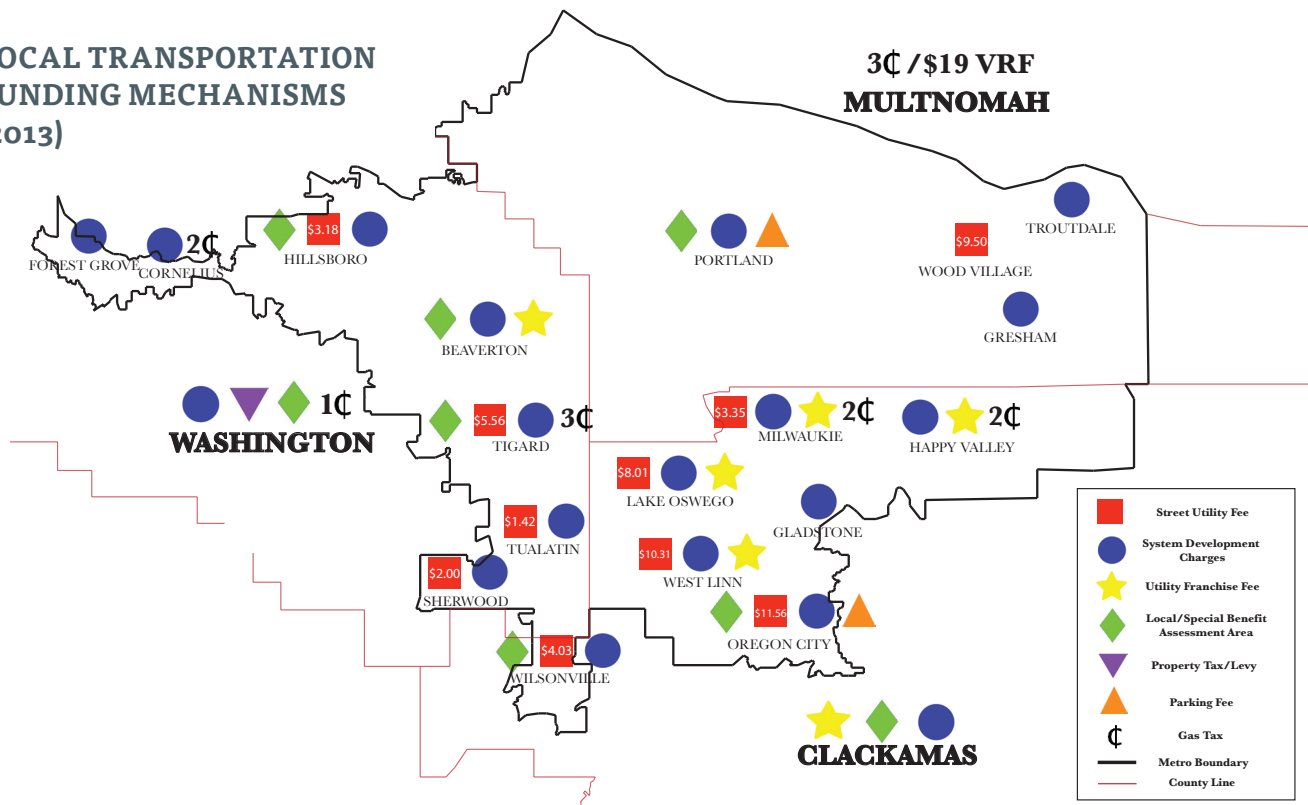 OCAL TRANSPORTATION
UNDING MECHANISMS
2013)
3₵ /$19 VRF
MULTNOMAH
TROUTDALE
FOREST GROVE
2₵
CORNELIUS
$3.18
HILLSBORO
PORTLAND
$9.50
WOOD VILLAGE
GRESHAM
BEAVERTON
1₵
WASHINGTON
$5.56
3₵
TIGARD
$3.35
2₵
MILWAUKIE
2₵
HAPPY VALLEY
$8.01
LAKE OSWEGO
GLADSTONE
$1.42
TUALATIN
$10.31
WEST LINN
$2.00
SHERWOOD
$11.56
OREGON CITY
$4.03
WILSONVILLE
CLACKAMAS
Street Utility Fee
System Development
Charges
Utility Franchise Fee
Local/Special Benefit
Assessment Area
Property Tax/Levy
Parking Fee
₵
Gas Tax
Metro Boundary
County Line